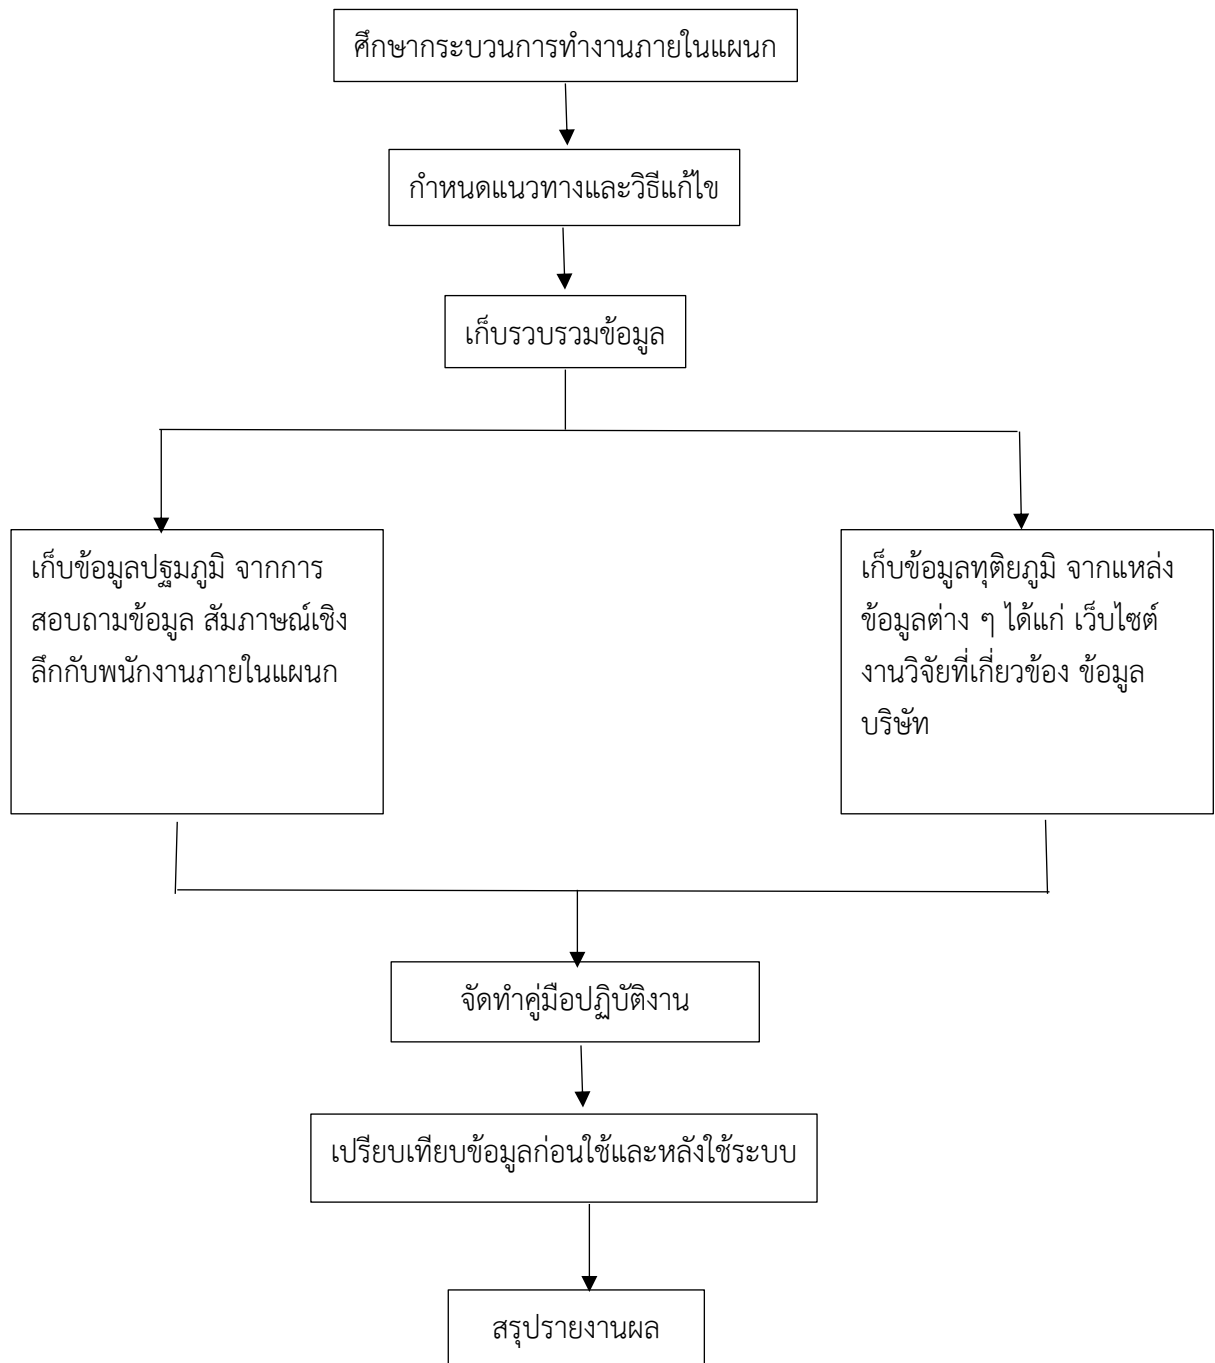 ศึกษากระบวนการทำงานภายในแผนก
กำหนดแนวทางและวิธีแก้ไข
เก็บรวบรวมข้อมูล
เก็บข้อมูลปฐมภูมิ จากการ
สอบถามข้อมูล สัมภาษณ์เชิง
ลึกกับพนักงานภายในแผนก
เก็บข้อมูลทุติยภูมิ จากแหล่ง
ข้อมูลต่าง ๆ ได้แก่ เว็บไซต์
งานวิจัยที่เกี่ยวข้อง ข้อมูล
บริษัท
จัดทำคู่มือปฏิบัติงาน
เปรียบเทียบข้อมูลก่อนใช้และหลังใช้ระบบ
สรุปรายงานผล